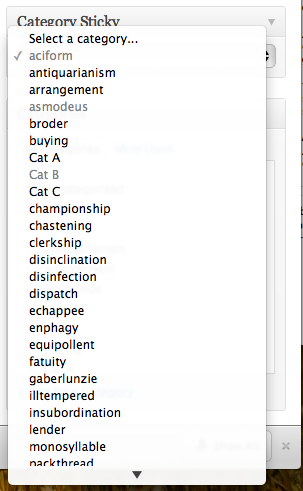 Category Sticky
Select a category...
aciform
antiquarianism
arrangement
asmodeus
broder
buying
Cat A
Cat B
Cat C
championship
chastening
clerkship
disinclination
disinfection
dispatch
echappee
enphagy
equipollent
fatuity
gaberlunzie
illtempered
insubordination
lender
monosyllable
packthread